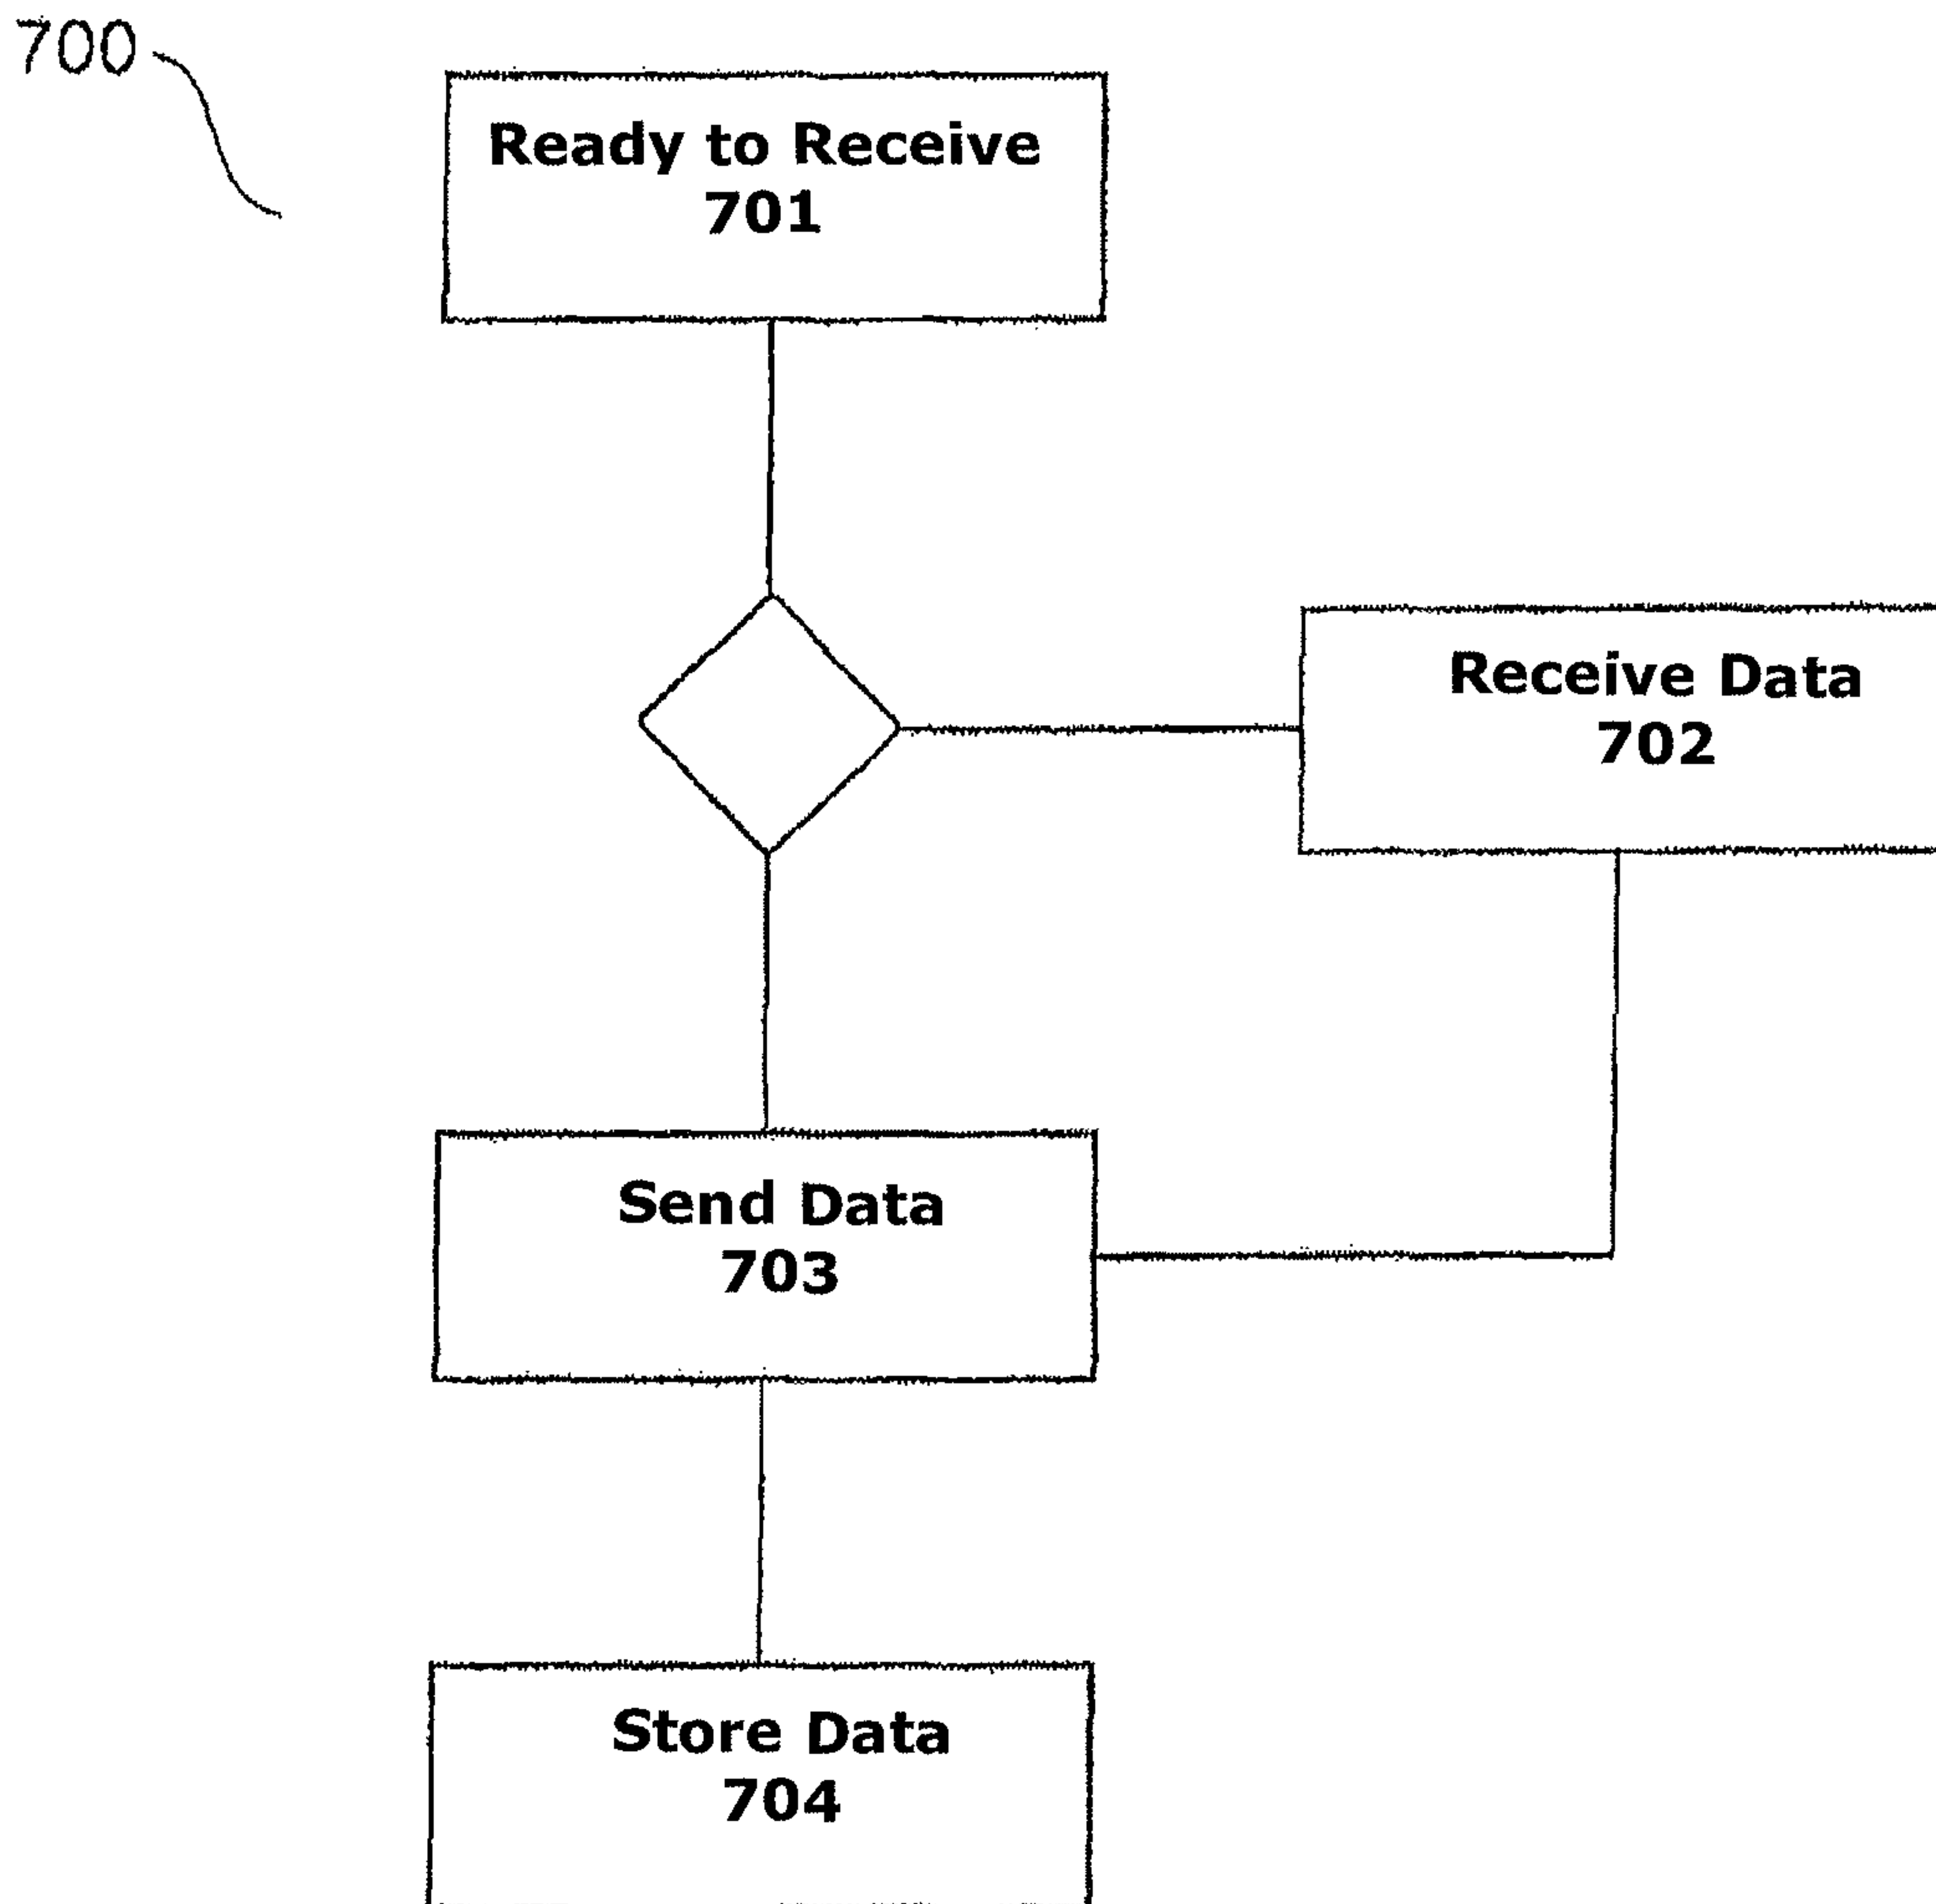 700
Ready to Receive
701
Receive Data
702
Send Data
703
Store Data
704